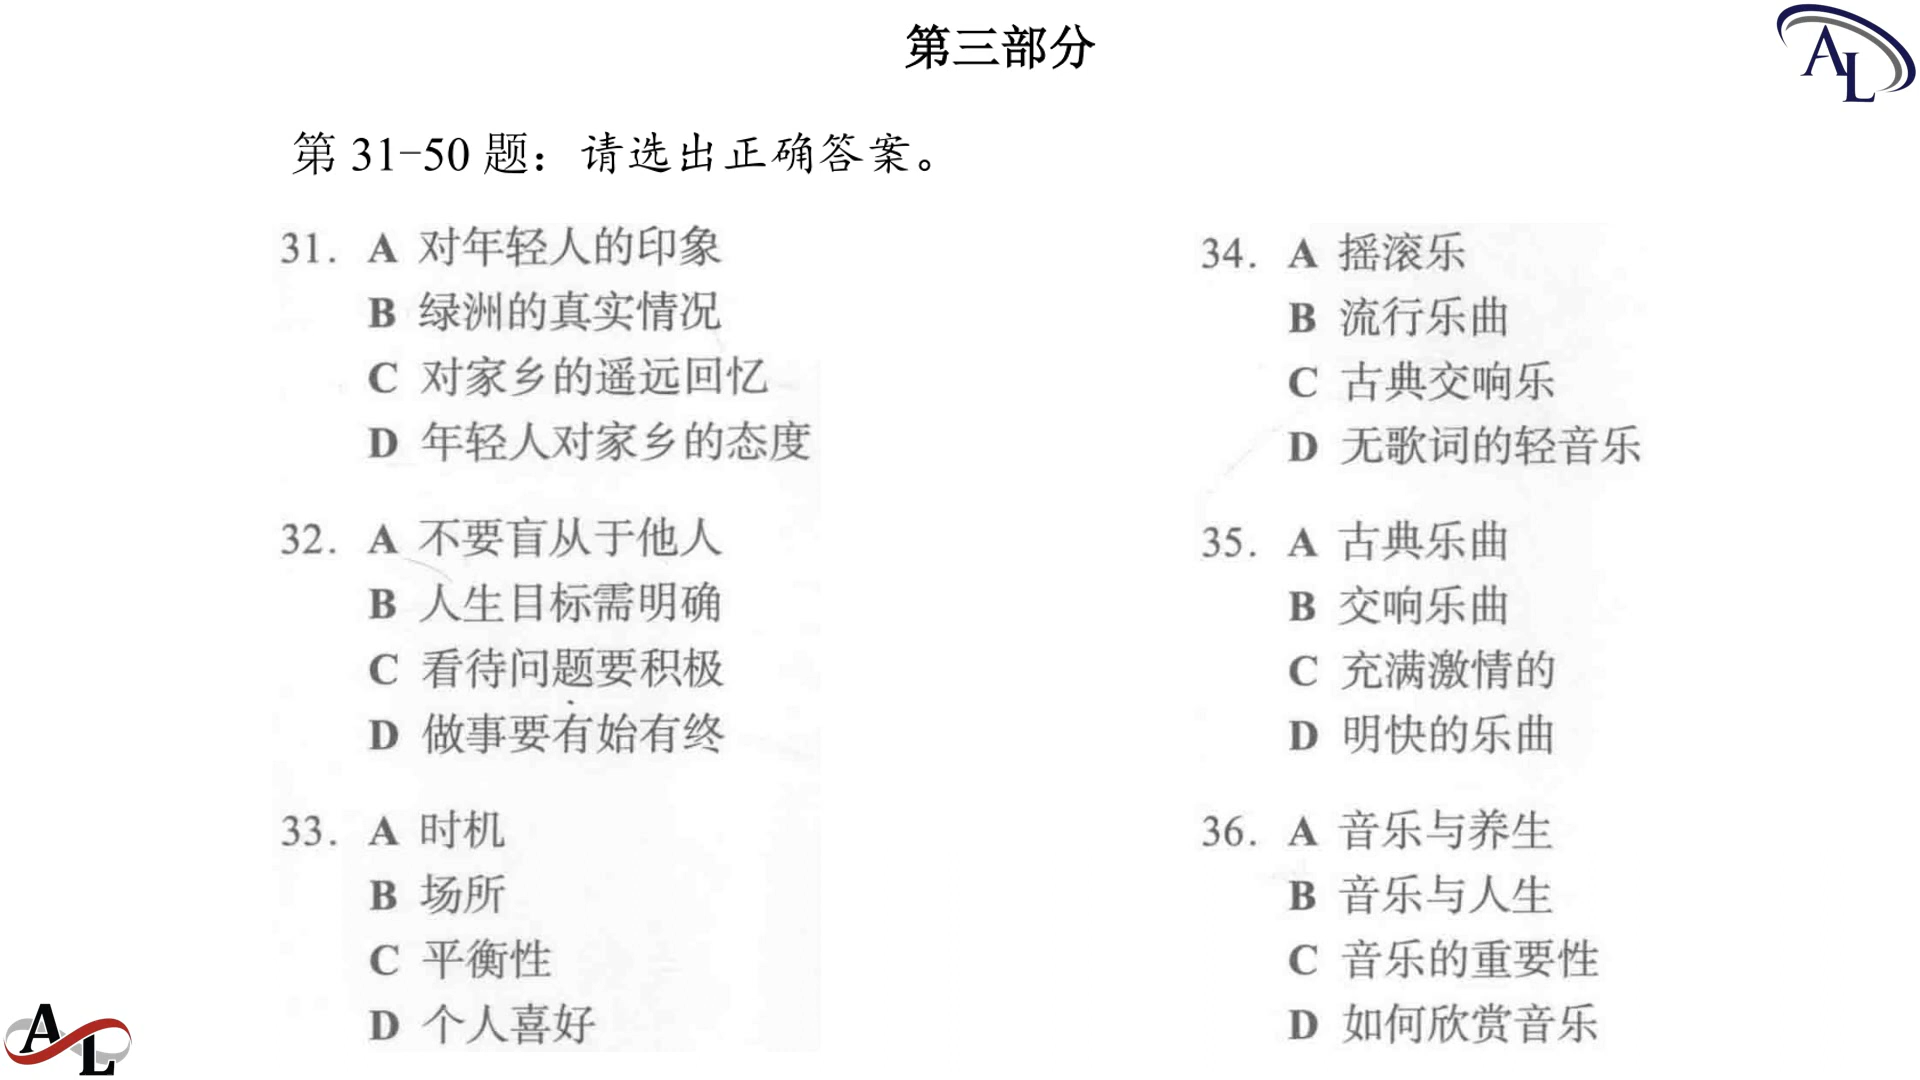 第三部分
AL
第 31-50 题：请选出正确答案。
31. A 对年轻人的印象
B 绿洲的真实情况
C 对家乡的遥远回忆
D 年轻人对家乡的态度
32. A 不要盲从于他人
B 人生目标需明确
C 看待问题要积极
D 做事要有始有终
33. A 时机
B 场所
C 平衡性
D 个人喜好
34. A 摇滚乐
B 流行乐曲
C 古典交响乐
D 无歌词的轻音乐
35. A 古典乐曲
B 交响乐曲
C 充满激情的
D 明快的乐曲
36. A 音乐与养生
B 音乐与人生
C 音乐的重要性
D 如何欣赏音乐
AL